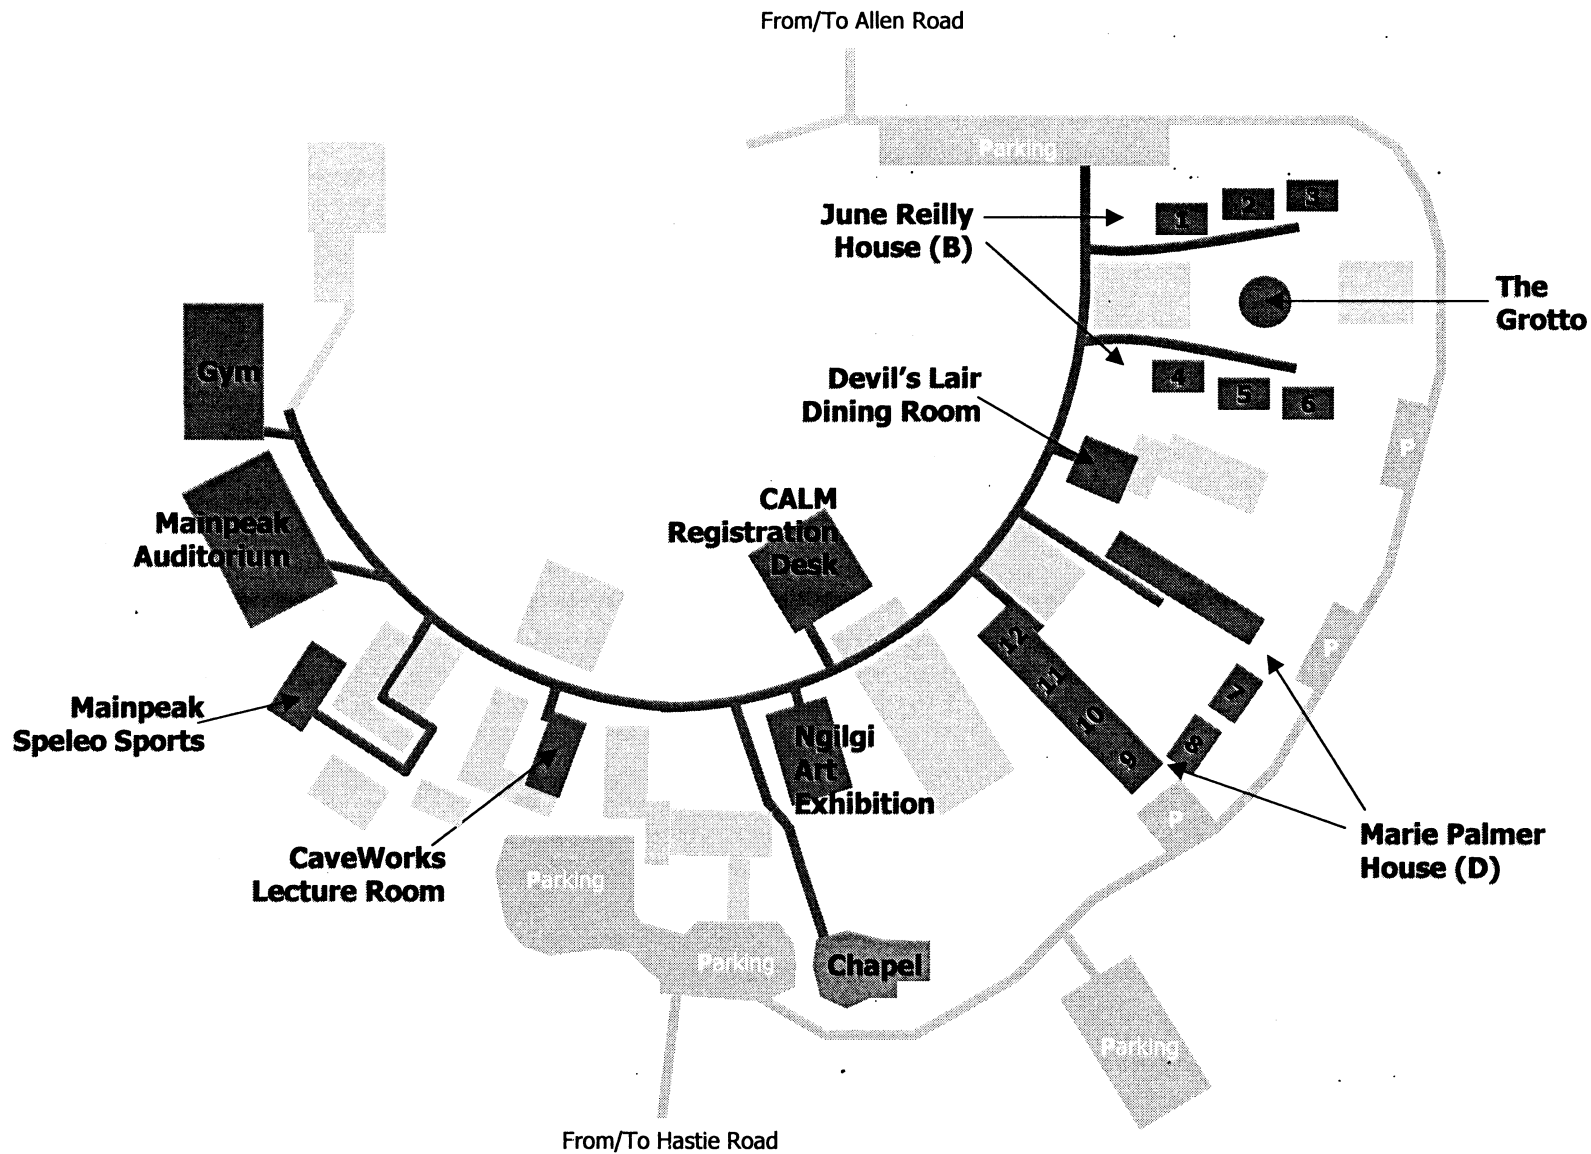 From/To Allen Road
Parking
June Reilly
House (B)
1
2
3
The
Grotto
Gym
Devil's Lair
Dining Room
4
5
6
P
CALM
Registration
Desk
Mainpeak
Auditorium
12
11
10
9
P
7
8
Mainpeak
Speleo Sports
Ngilgi
Art
Exhibition
P
Marie Palmer
House (D)
CaveWorks
Lecture Room
Parking
Parking
Chapel
Parking
From/To Hastie Road